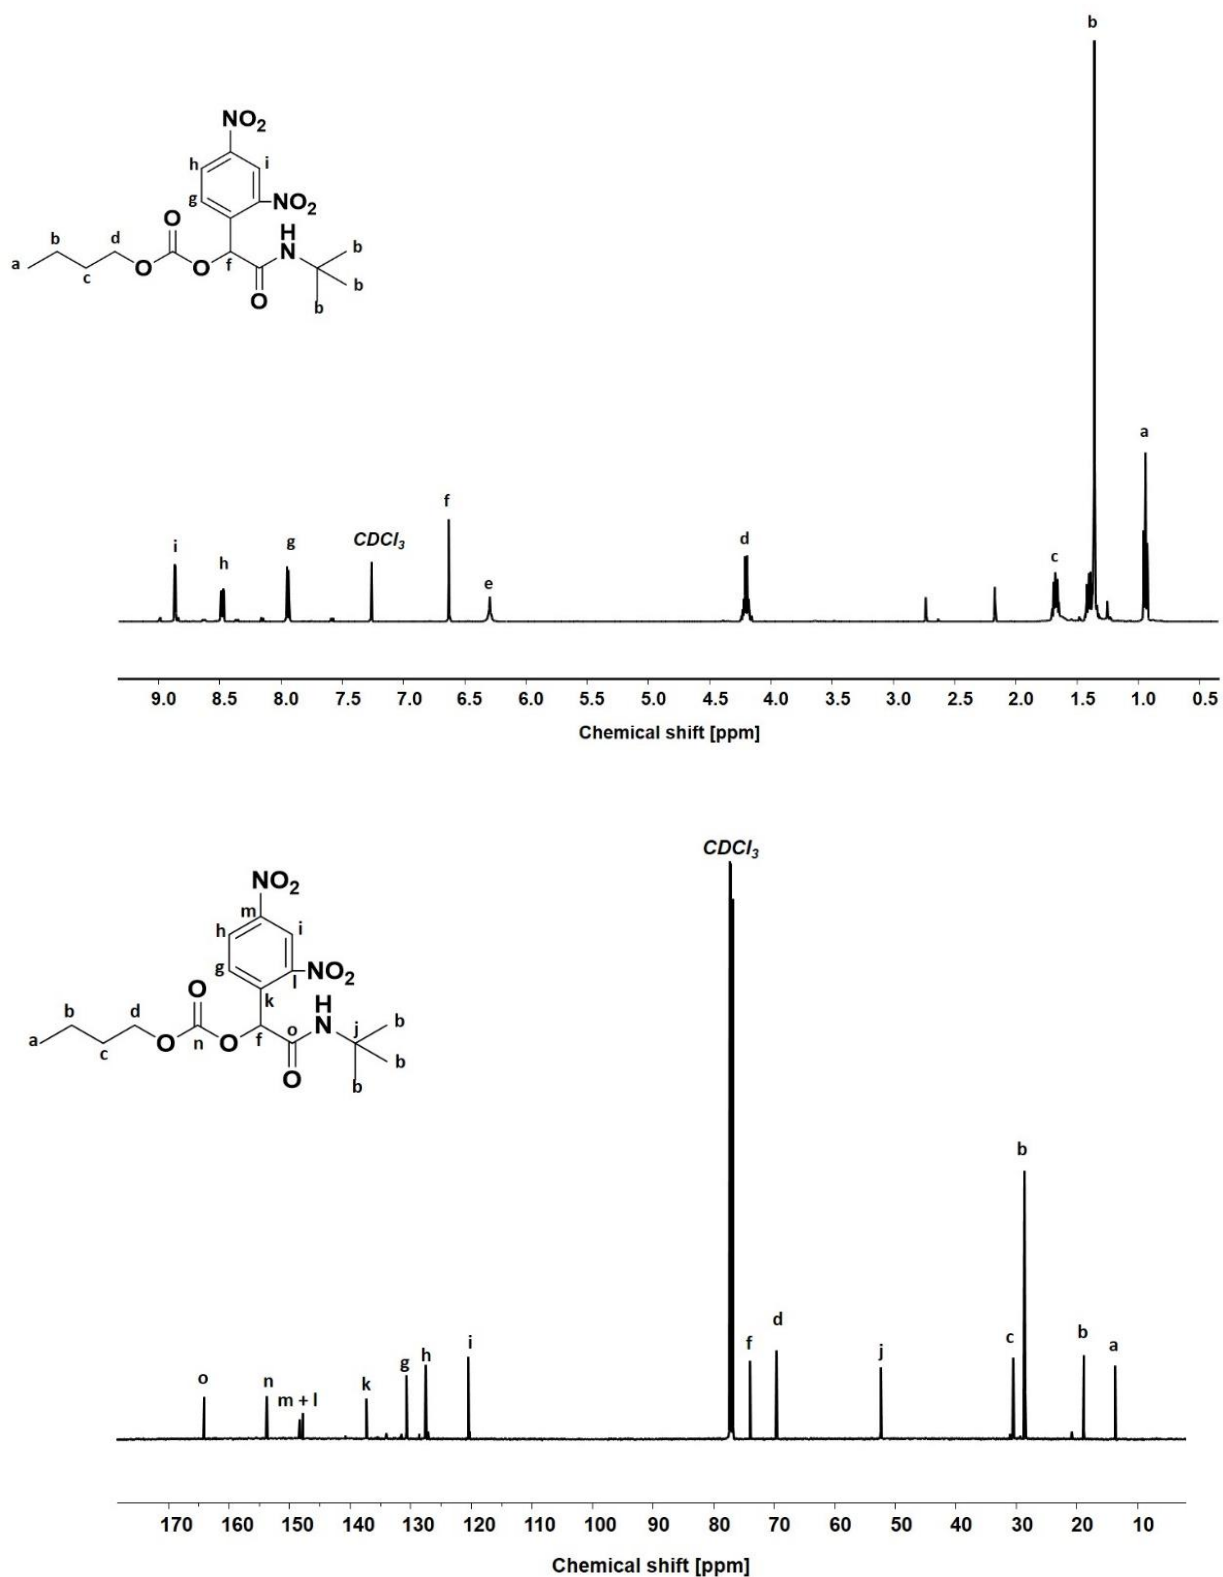 b
NO2
h
i
g
NO2
O
H
N
b
b
d
a
c
O
O
f
b
O
b
a
f
i
h
g
CDCl3
e
d
c
9.0 8.5 8.0 7.5 7.0 6.5 6.0 5.5 5.0 4.5 4.0 3.5 3.0 2.5 2.0 1.5 1.0 0.5
Chemical shift [ppm]
CDCl3
NO2
m
h
i
g
NO2
l
k
O
H
N
b
b
d
o
j
a
c
O
n
O
f
b
O
b
b
o
n
m + l
k
g
h
i
f
d
j
c
b
a
170 160 150 140 130 120 110 100 90 80 70 60 50 40 30 20 10
Chemical shift [ppm]